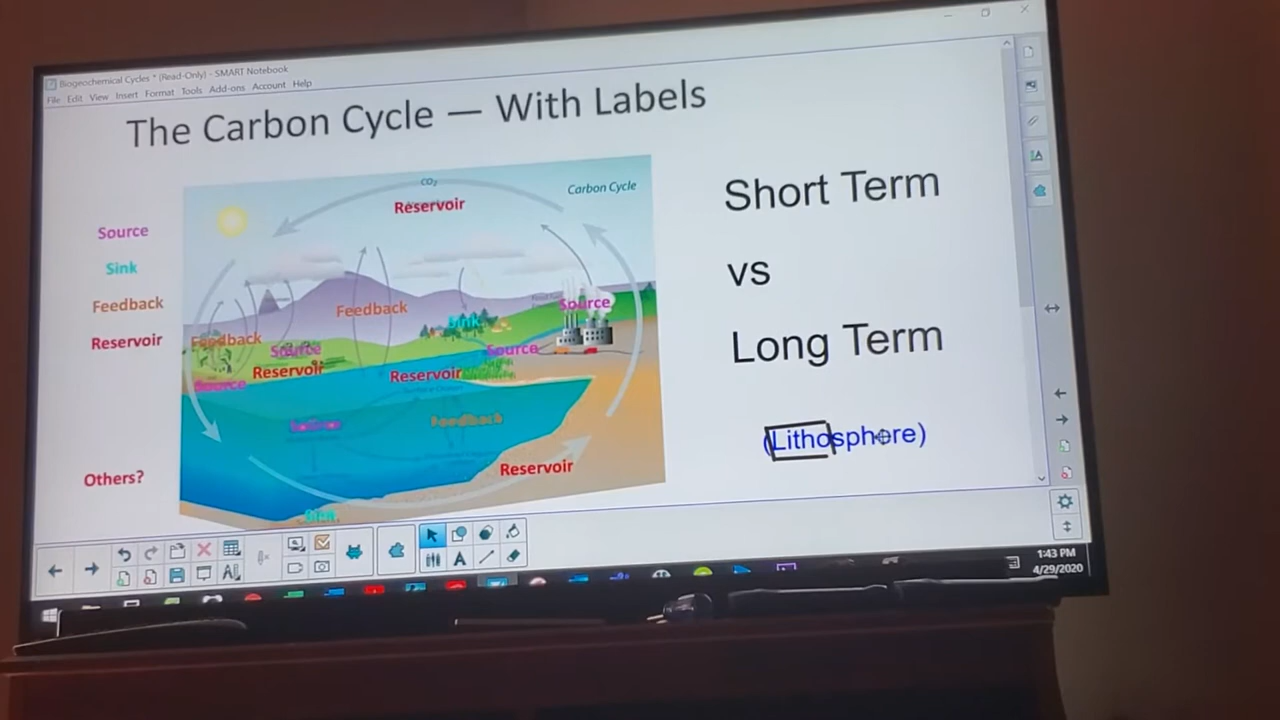 Biogeochemical Cycles * (Read-Only) - SMART Notebook
File Edit View Insert Format Tools Add-ons Account Help
The Carbon Cycle — With Labels
CO₂
Carbon Cycle
Reservoir
Source
Sink
Feedback
Reservoir
Others?
Feedback
Source
Sink
Feedback
Source
Source
Reservoir
Reservoir
Source
Feedback
Reservoir
Short Term
vs
Long Term
(Lithosphere)
1:43 PM
4/29/2020